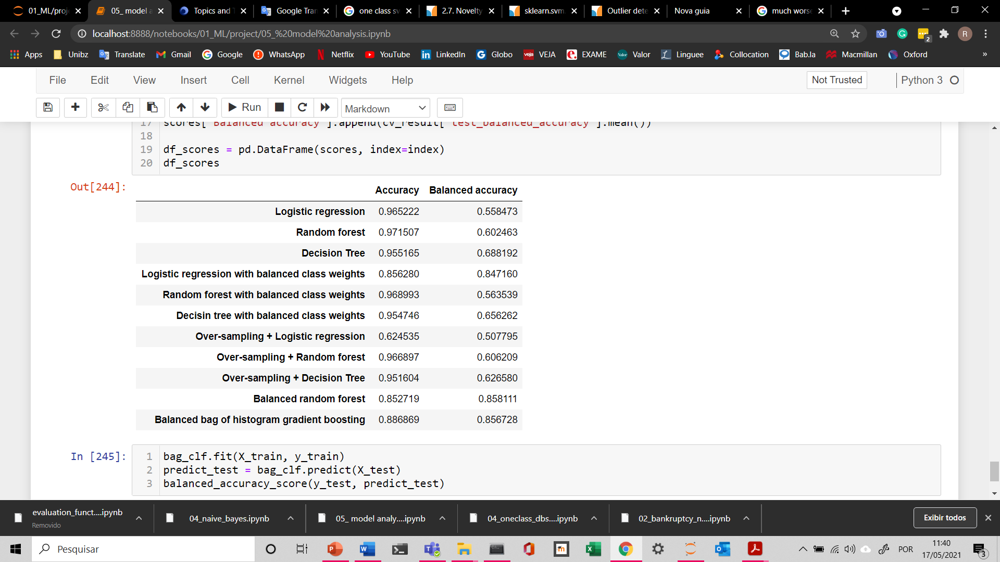 01_ML/proj
05_ model a
Topics and T
Google Tran
one class sv
2.7. Novelty
sklearn.svm.
Outlier dete
Nova guia
much worse
localhost:8888/notebooks/01_ML/project/05_%20model%20analysis.ipynb
R
2
Apps
Unibz
Translate
Gmail
Google
WhatsApp
Netflix
YouTube
LinkedIn
Globo
VEJA
EXAME
Valor
Linguee
Collocation
Bab.la
Macmillan
Oxford
»
File Edit View Insert Cell Kernel Widgets Help
Not Trusted
Python 3
Run
Markdown
17 scores["Balanced accuracy"].append(cv_result["test_balanced_accuracy"].mean())
18
19 df_scores = pd.DataFrame(scores, index=index)
20 df_scores
Out[244]:
Accuracy Balanced accuracy
Logistic regression 0.965222 0.558473
Random forest 0.971507 0.602463
Decision Tree 0.955165 0.688192
Logistic regression with balanced class weights 0.856280 0.847160
Random forest with balanced class weights 0.968993 0.563539
Decisin tree with balanced class weights 0.954746 0.656262
Over-sampling + Logistic regression 0.624535 0.507795
Over-sampling + Random forest 0.966897 0.606209
Over-sampling + Decision Tree 0.951604 0.626580
Balanced random forest 0.852719 0.858111
Balanced bag of histogram gradient boosting 0.886869 0.856728
In [245]:
1 bag_clf.fit(X_train, y_train)
2 predict_test = bag_clf.predict(X_test)
3 balanced_accuracy_score(y_test, predict_test)
evaluation_funct....ipynb
Removido
04_naive_bayes.ipynb
05_ model analy....ipynb
04_oneclass_dbs....ipynb
02_bankruptcy_n....ipynb
Exibir todos
Pesquisar
POR
11:40
17/05/2021
3